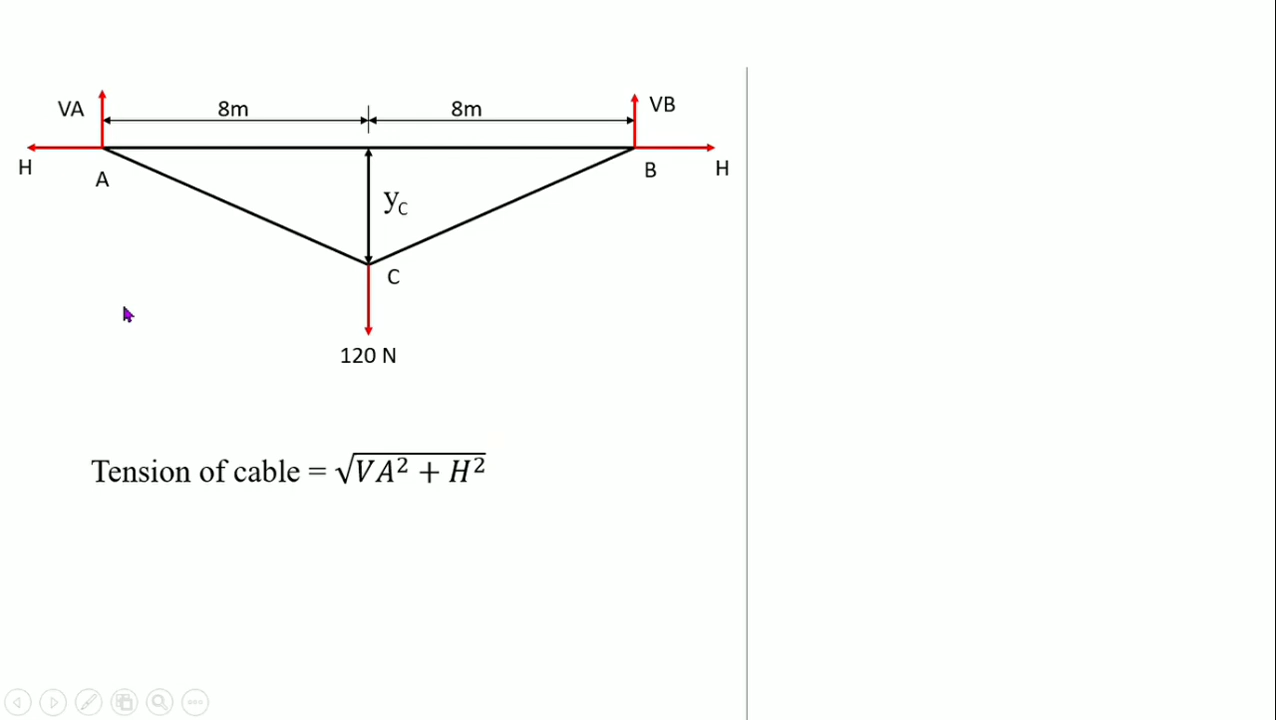 VA 8m 8m VB
H A B H
y_C
C
120 N
Tension of cable = √(VA² + H²)